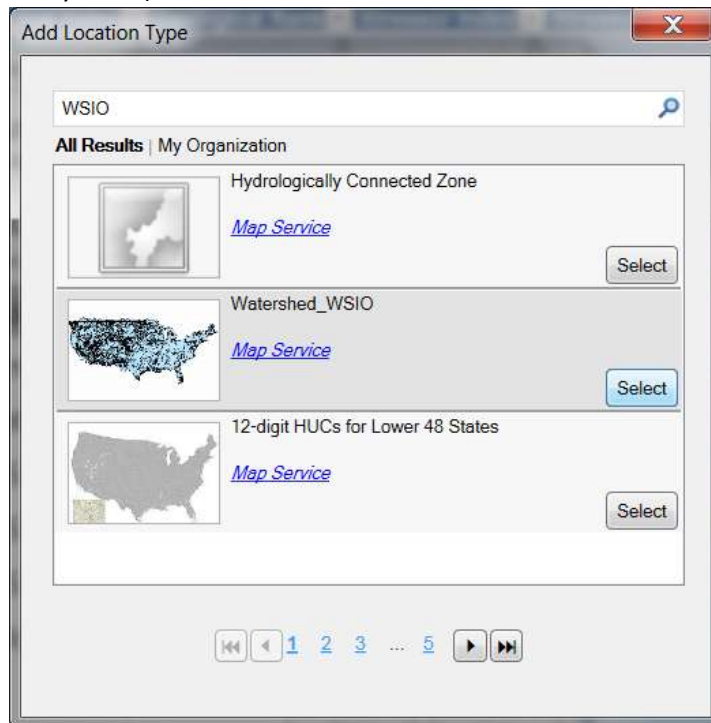 Add Location Type
X
WSIO
All Results | My Organization
Hydrologically Connected Zone
Map Service
Select
Watershed_WSIO
Map Service
Select
12-digit HUCs for Lower 48 States
Map Service
Select
1 2 3 ... 5